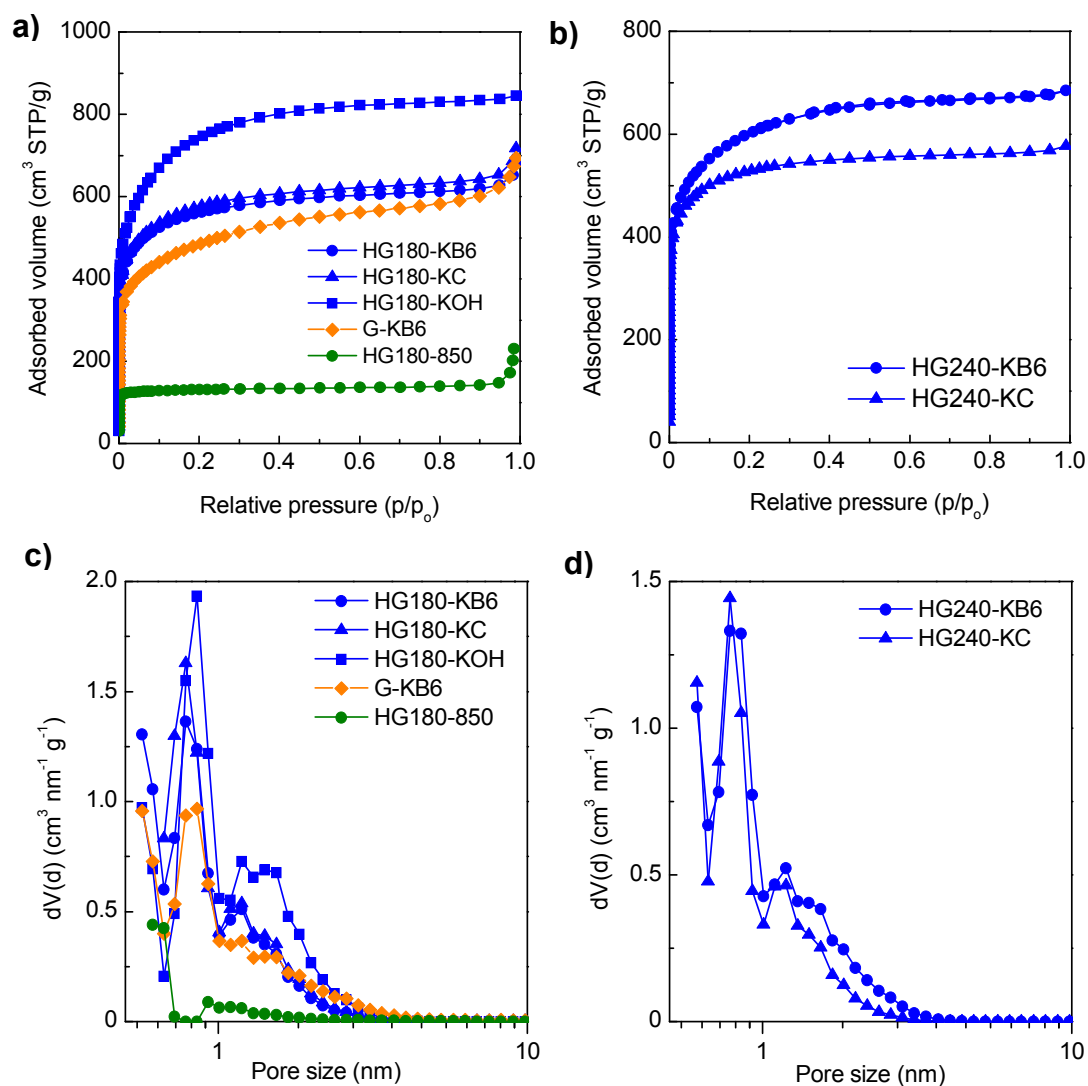 a)
1000
800
600
400
200
0
Adsorbed volume (cm³ STP/g)
HG180-KB6
HG180-KC
HG180-KOH
G-KB6
HG180-850
0 0.2 0.4 0.6 0.8 1.0
Relative pressure (p/pₒ)
b)
800
600
400
200
0
Adsorbed volume (cm³ STP/g)
HG240-KB6
HG240-KC
0 0.2 0.4 0.6 0.8 1.0
Relative pressure (p/pₒ)
c)
2.0
1.5
1.0
0.5
0
dV(d) (cm³ nm⁻¹ g⁻¹)
HG180-KB6
HG180-KC
HG180-KOH
G-KB6
HG180-850
1 10
Pore size (nm)
d)
1.5
1.0
0.5
0
dV(d) (cm³ nm⁻¹ g⁻¹)
HG240-KB6
HG240-KC
1 10
Pore size (nm)